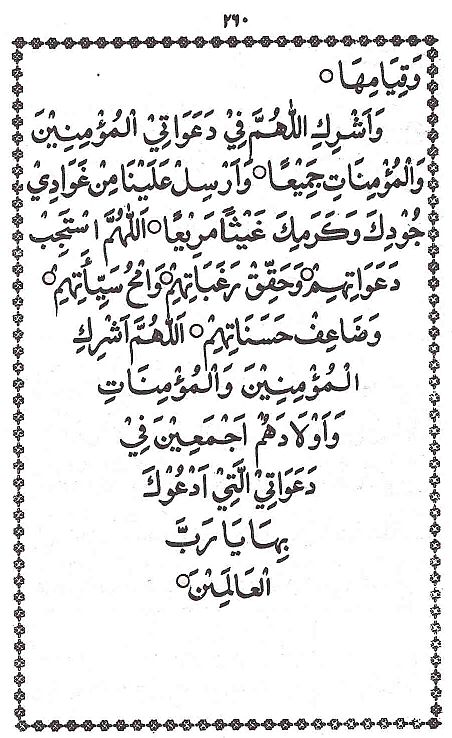 ٢٦٠
وَقِيَامِهَا ○
وَاَشْرِكِ اللّٰهُمَّ فِيْ دَعَوَاتِي الْمُؤْمِنِيْنَ
وَالْمُؤْمِنَاتِ جَمِيْعًا ○ وَاَرْسِلْ عَلَيْنَا مِنْ غَوَادِيْ
جُوْدِكَ وَكَرَمِكَ غَيْثًا مَرِيْعًا ○ اَللّٰهُمَّ اسْتَجِبْ
دَعَوَاتِهِمْ ○ وَحَقِّقْ رَغَبَاتِهِمْ ○ وَامْحُ سَيِّأَتِهِمْ ○
وَضَاعِفْ حَسَنَاتِهِمْ ○ اَللّٰهُمَّ اَشْرِكِ
الْمُؤْمِنِيْنَ وَالْمُؤْمِنَاتِ
وَاَوْلَادَهُمْ اَجْمَعِيْنَ فِيْ
دَعَوَاتِي الَّتِيْ اَدْعُوْكَ
بِهَا يَا رَبَّ
الْعَالَمِيْنَ ○